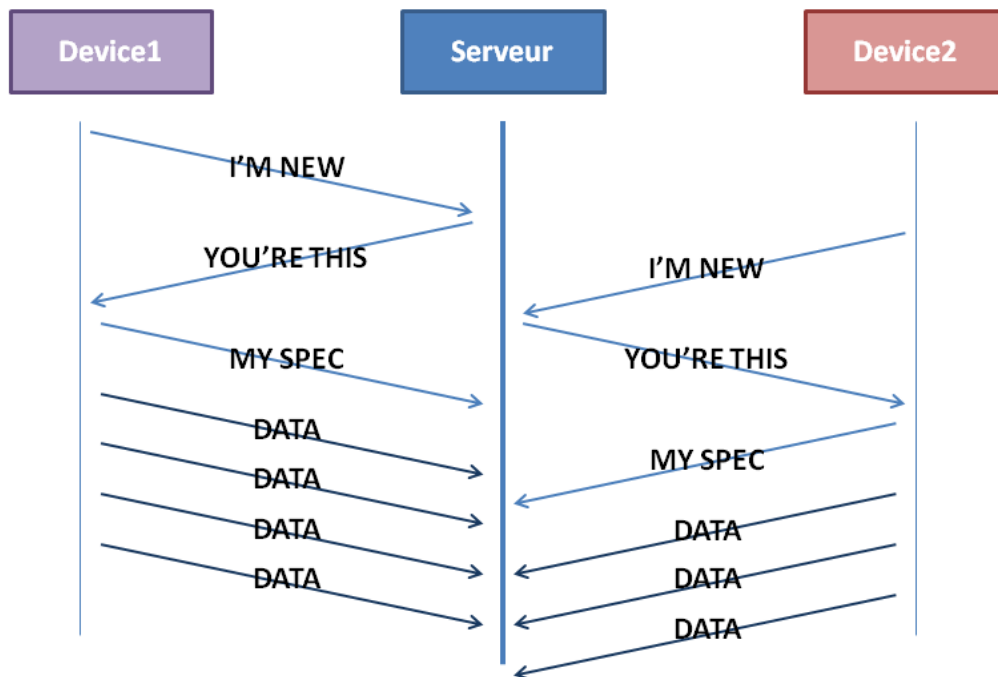 Device1
Serveur
Device2
I'M NEW
YOU'RE THIS
I'M NEW
MY SPEC
YOU'RE THIS
DATA
MY SPEC
DATA
DATA
DATA
DATA
DATA
DATA